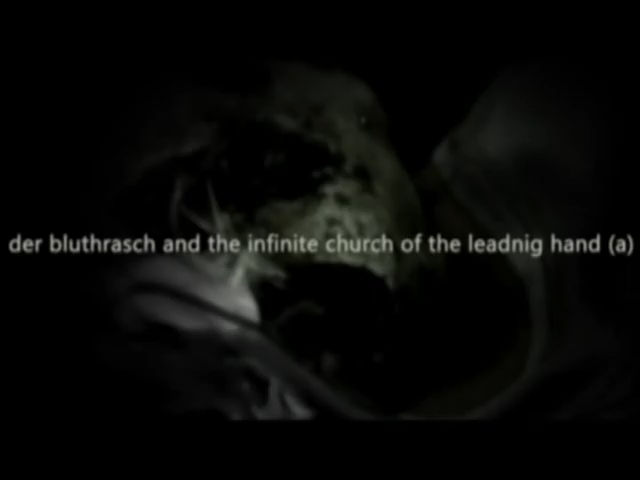 der bluthrasch and the infinite church of the leadnig hand (a)